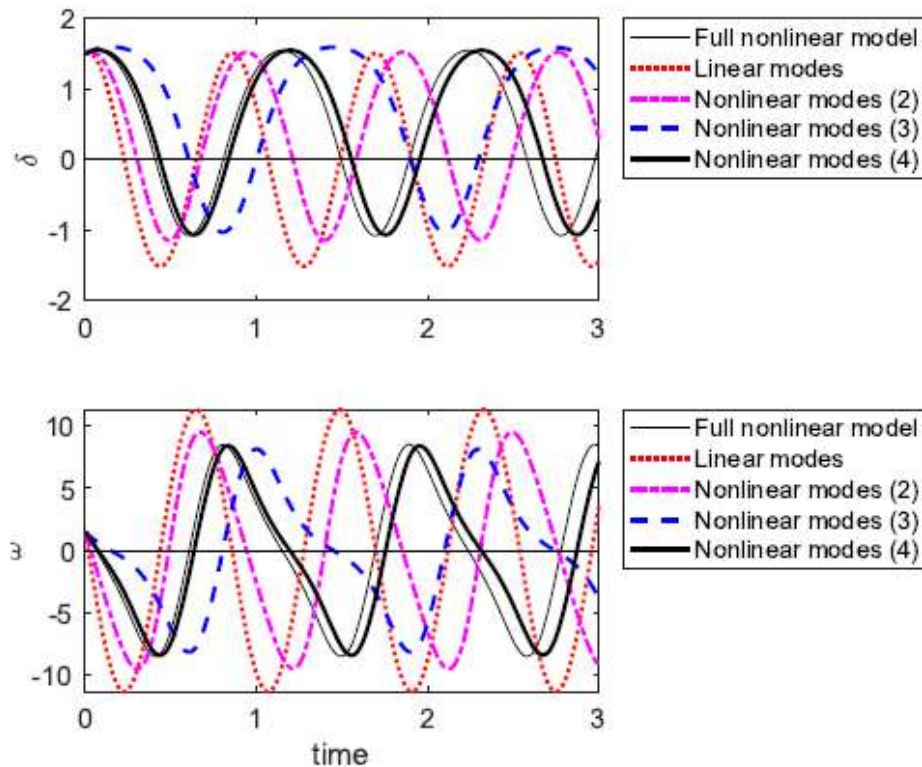 2
1
0
-1
-2
δ
0 1 2 3
Full nonlinear model
Linear modes
Nonlinear modes (2)
Nonlinear modes (3)
Nonlinear modes (4)
10
5
0
-5
-10
ω
0 1 2 3
time
Full nonlinear model
Linear modes
Nonlinear modes (2)
Nonlinear modes (3)
Nonlinear modes (4)